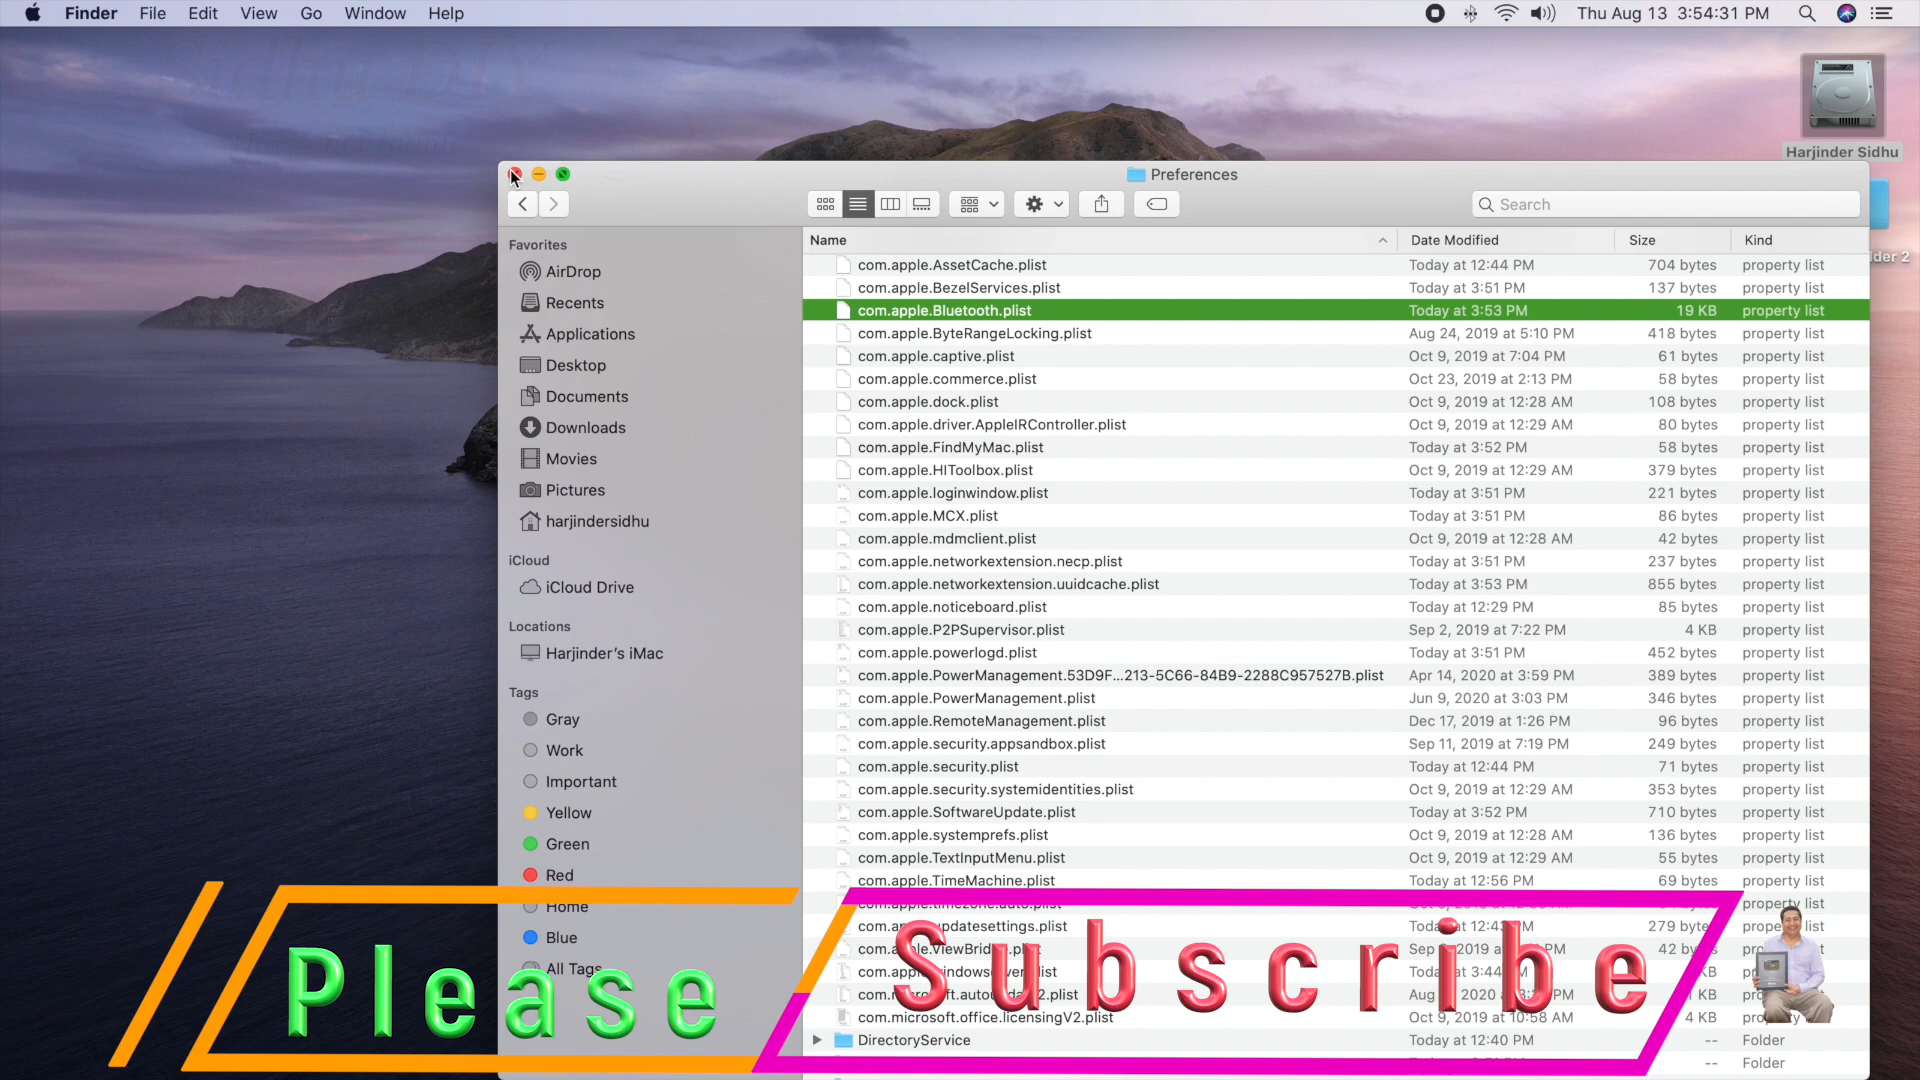 Finder File Edit View Go Window Help Thu Aug 13 3:54:31 PM
Harjinder Sidhu
Preferences
Search
Favorites
AirDrop
Recents
Applications
Desktop
Documents
Downloads
Movies
Pictures
harjindersidhu
iCloud
iCloud Drive
Locations
Harjinder's iMac
Tags
Gray
Work
Important
Yellow
Green
Red
Home
Blue
All Tags
Name Date Modified Size Kind
lder 2
com.apple.AssetCache.plist Today at 12:44 PM 704 bytes property list
com.apple.BezelServices.plist Today at 3:51 PM 137 bytes property list
com.apple.Bluetooth.plist Today at 3:53 PM 19 KB property list
com.apple.ByteRangeLocking.plist Aug 24, 2019 at 5:10 PM 418 bytes property list
com.apple.captive.plist Oct 9, 2019 at 7:04 PM 61 bytes property list
com.apple.commerce.plist Oct 23, 2019 at 2:13 PM 58 bytes property list
com.apple.dock.plist Oct 9, 2019 at 12:28 AM 108 bytes property list
com.apple.driver.AppleIRController.plist Oct 9, 2019 at 12:29 AM 80 bytes property list
com.apple.FindMyMac.plist Today at 3:52 PM 58 bytes property list
com.apple.HIToolbox.plist Oct 9, 2019 at 12:29 AM 379 bytes property list
com.apple.loginwindow.plist Today at 3:51 PM 221 bytes property list
com.apple.MCX.plist Today at 3:51 PM 86 bytes property list
com.apple.mdmclient.plist Oct 9, 2019 at 12:28 AM 42 bytes property list
com.apple.networkextension.necp.plist Today at 3:51 PM 237 bytes property list
com.apple.networkextension.uuidcache.plist Today at 3:53 PM 855 bytes property list
com.apple.noticeboard.plist Today at 12:29 PM 85 bytes property list
com.apple.P2PSupervisor.plist Sep 2, 2019 at 7:22 PM 4 KB property list
com.apple.powerlogd.plist Today at 3:51 PM 452 bytes property list
com.apple.PowerManagement.53D9F...213-5C66-84B9-2288C957527B.plist Apr 14, 2020 at 3:59 PM 389 bytes property list
com.apple.PowerManagement.plist Jun 9, 2020 at 3:03 PM 346 bytes property list
com.apple.RemoteManagement.plist Dec 17, 2019 at 1:26 PM 96 bytes property list
com.apple.security.appsandbox.plist Sep 11, 2019 at 7:19 PM 249 bytes property list
com.apple.security.plist Today at 12:44 PM 71 bytes property list
com.apple.security.systemidentities.plist Oct 9, 2019 at 12:29 AM 353 bytes property list
com.apple.SoftwareUpdate.plist Today at 3:52 PM 710 bytes property list
com.apple.systemprefs.plist Oct 9, 2019 at 12:28 AM 136 bytes property list
com.apple.TextInputMenu.plist Oct 9, 2019 at 12:29 AM 55 bytes property list
com.apple.TimeMachine.plist Today at 12:56 PM 69 bytes property list
279 bytes property list
42 property list
com.microsoft.office.licensingV2.plist Oct 9, 2019 at 10:58 AM 4 KB
DirectoryService Today at 12:40 PM -- Folder
-- Folder
Please Subscribe